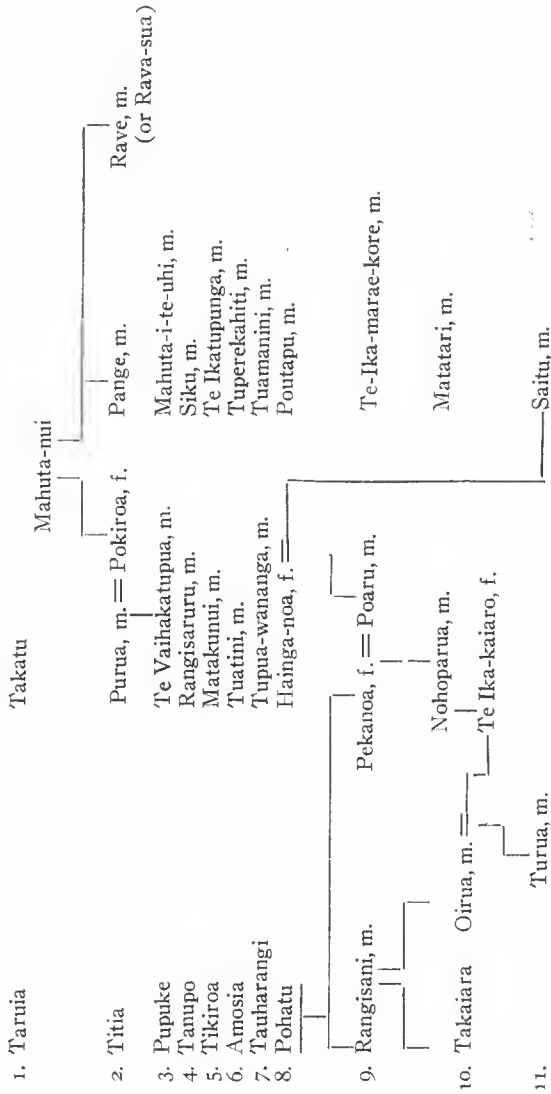 1. Taruia Takatu Mahuta-nui
2. Titia Purua, m. = Pokiroa, f. Pange, m. Rave, m.
(or Rava-sua)
3. Pupuke Te Vaihakatupua, m. Mahuta-i-te-uhi, m.
4. Tanupo Rangisaruru, m. Siku, m.
5. Tikiroa Matakunui, m. Te Ikatupunga, m.
6. Amosia Tuatini, m. Tuperekahiti, m.
7. Tauharangi Tupua-wananga, m. Tuamanini, m.
8. Pohatu Hainga-noa, f. = Poutapu, m.
9. Rangisani, m. Pekanoa, f. = Poaru, m. Te-Ika-marae-kore, m.
10. Takaiara Oirua, m. = Nohoparua, m. Matatari, m.
Te Ika-kaiaro, f.
11. Turua, m. Saitu, m.